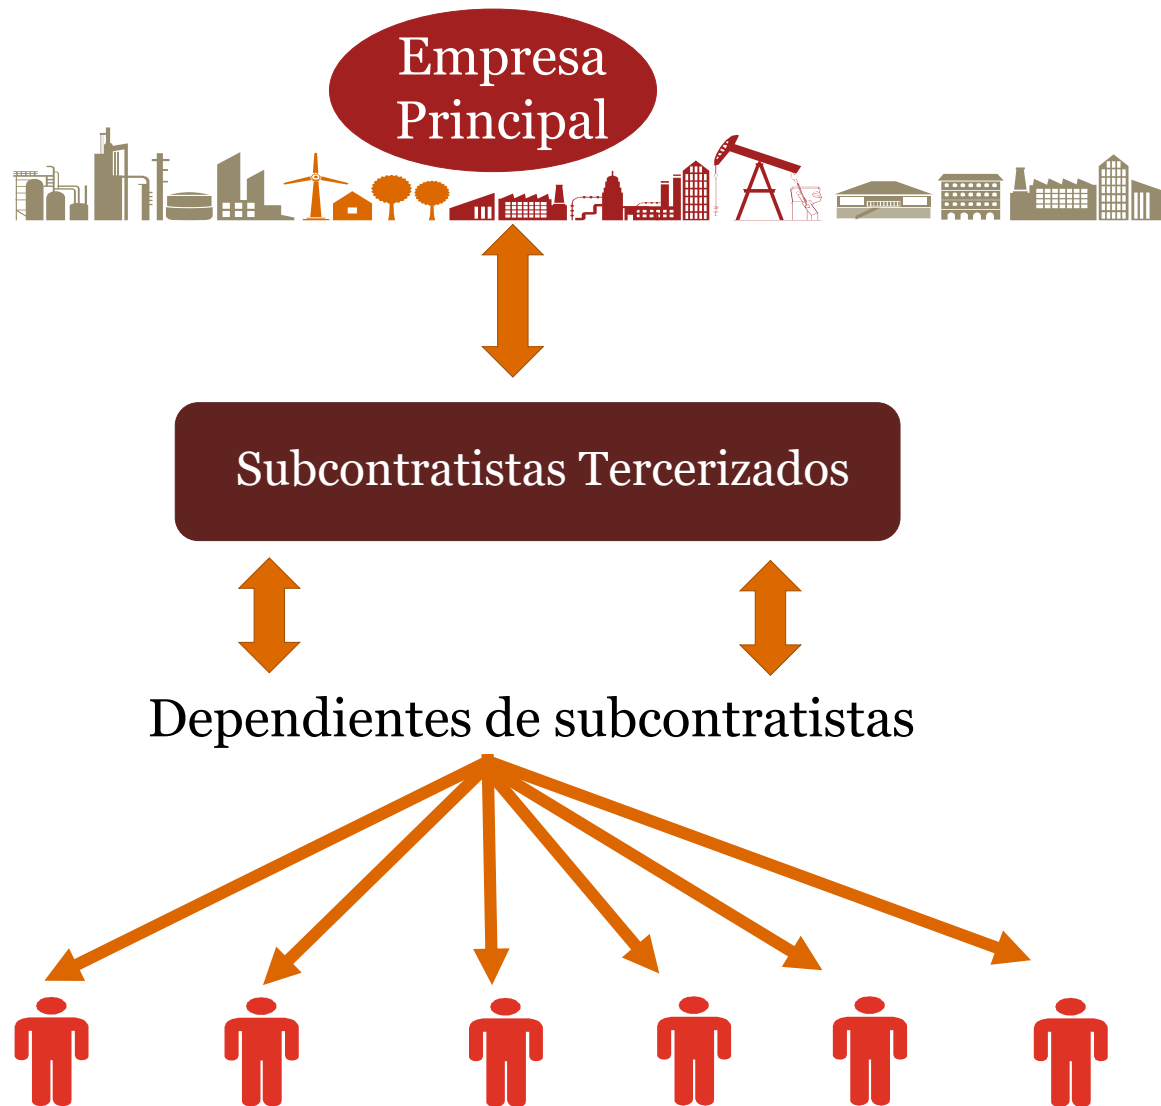 Empresa
Principal
Subcontratistas Tercerizados
Dependientes de subcontratistas